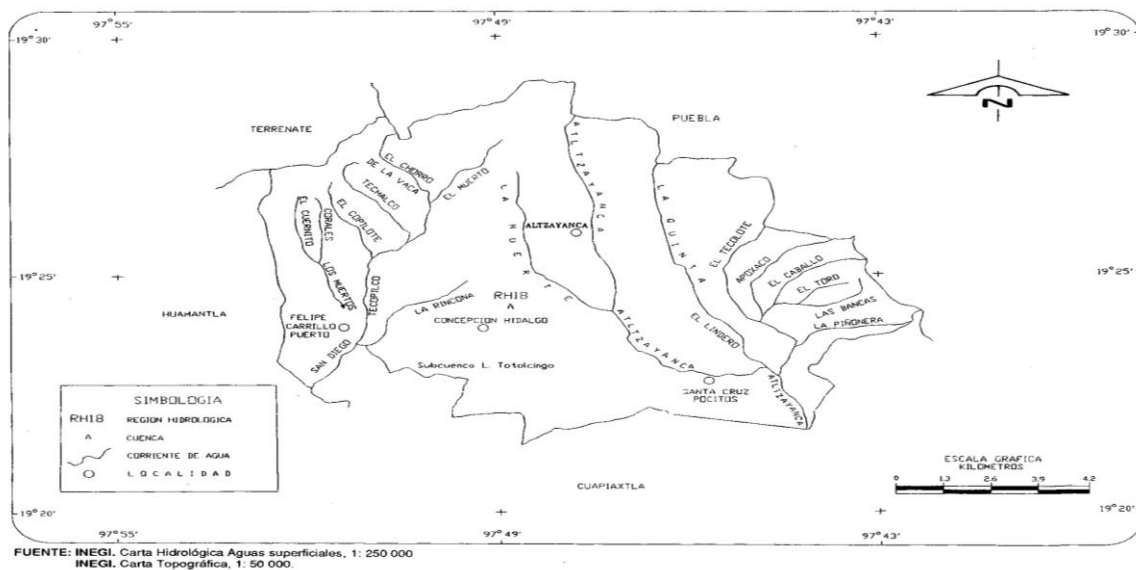 97°55' 97°49' 97°43'
19°30' 19°30'
N
TERRENATE
PUEBLA
EL CHORRO
DE LA VACA
TECHALCO
EL MUERTO
EL COPILOTE
EL CUERNITO
CORALES
LOS MUERTOS
TECOPILCO
LA HUERTE
ATLTZAYANCA
ALTZAYANCA
LA QUINTA
EL TECOLOTE
APOXACO
EL CABALLO
EL TORO
LAS BANCAS
LA PIÑONERA
19°25' 19°25'
HUAMANTLA
FELIPE
CARRILLO
PUERTO
SAN DIEGO
LA RINCONA
RH18
A
CONCEPCION HIDALGO
Subcuenca L. Totolcingo
ATLTZAYANCA
EL LINDERO
SANTA CRUZ
POCITOS
ATLTZAYANCA
CUAPIAXTLA
SIMBOLOGIA
RH18 REGION HIDROLOGICA
A CUENCA
CORRIENTE DE AGUA
LOCALIDAD
ESCALA GRAFICA
KILOMETROS
0 1.3 2.6 3.9 4.2
19°20' 19°20'
97°55' 97°49' 97°43'
FUENTE: INEGI. Carta Hidrológica Aguas superficiales, 1: 250 000
INEGI. Carta Topográfica, 1: 50 000.